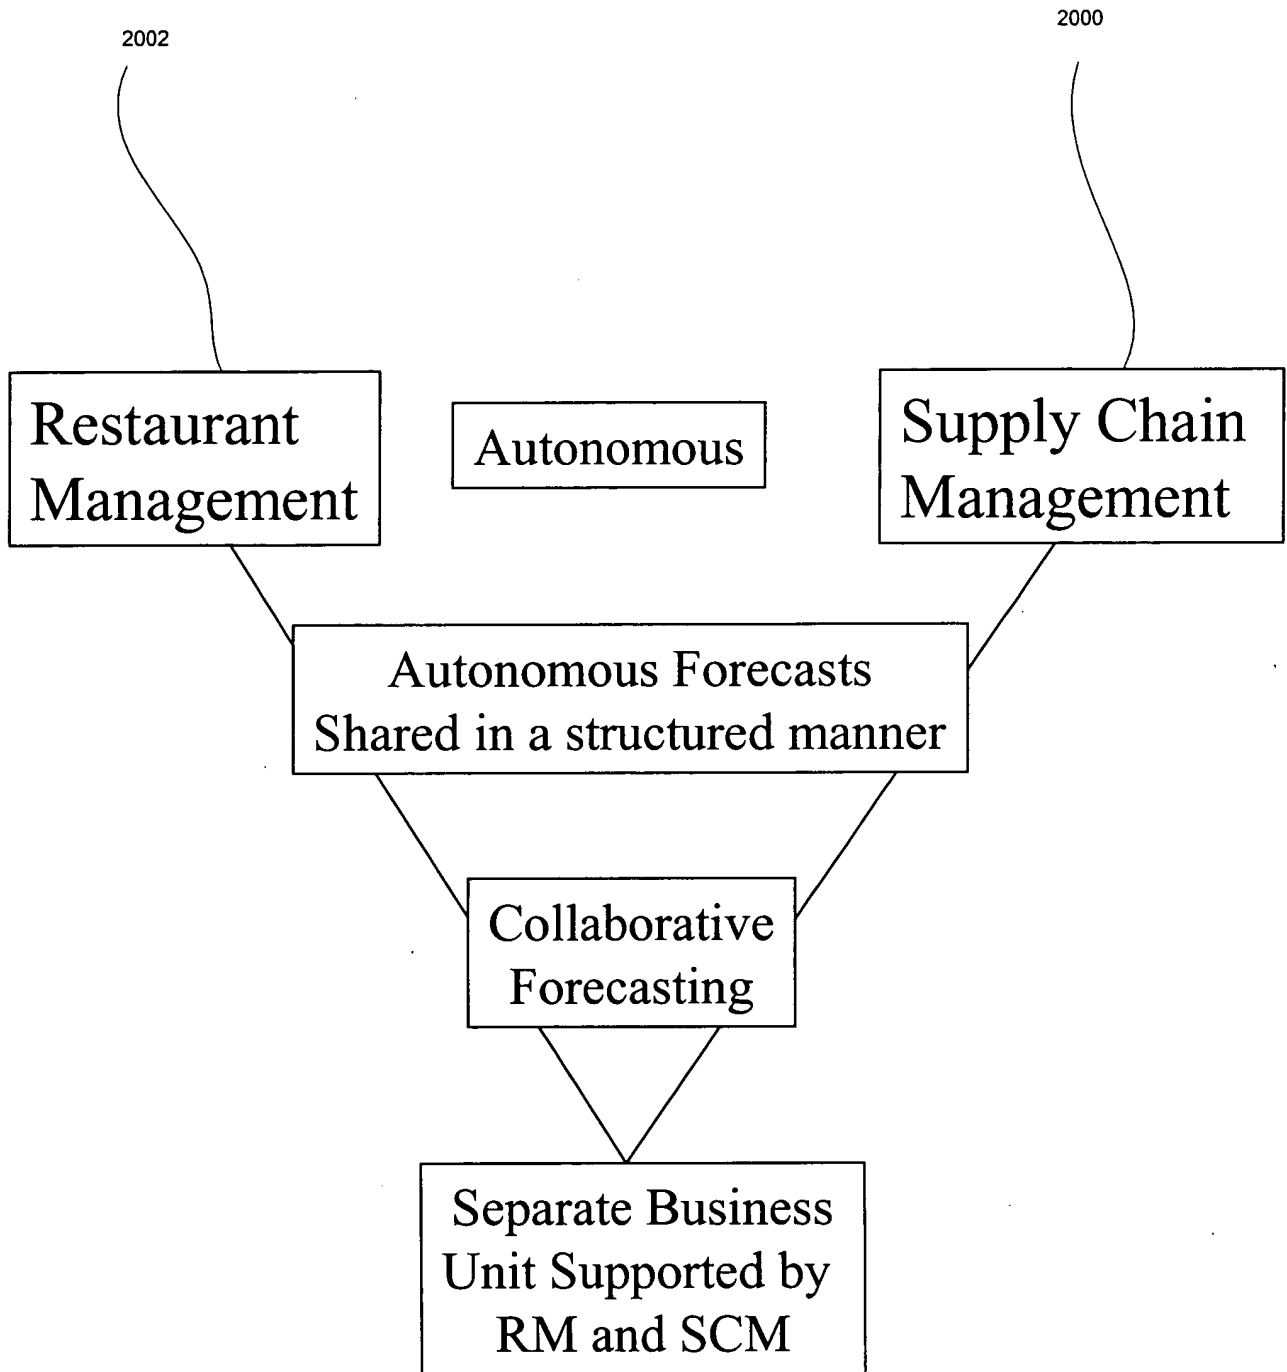 2002
2000
Restaurant
Management
Autonomous
Supply Chain
Management
Autonomous Forecasts
Shared in a structured manner
Collaborative
Forecasting
Separate Business
Unit Supported by
RM and SCM